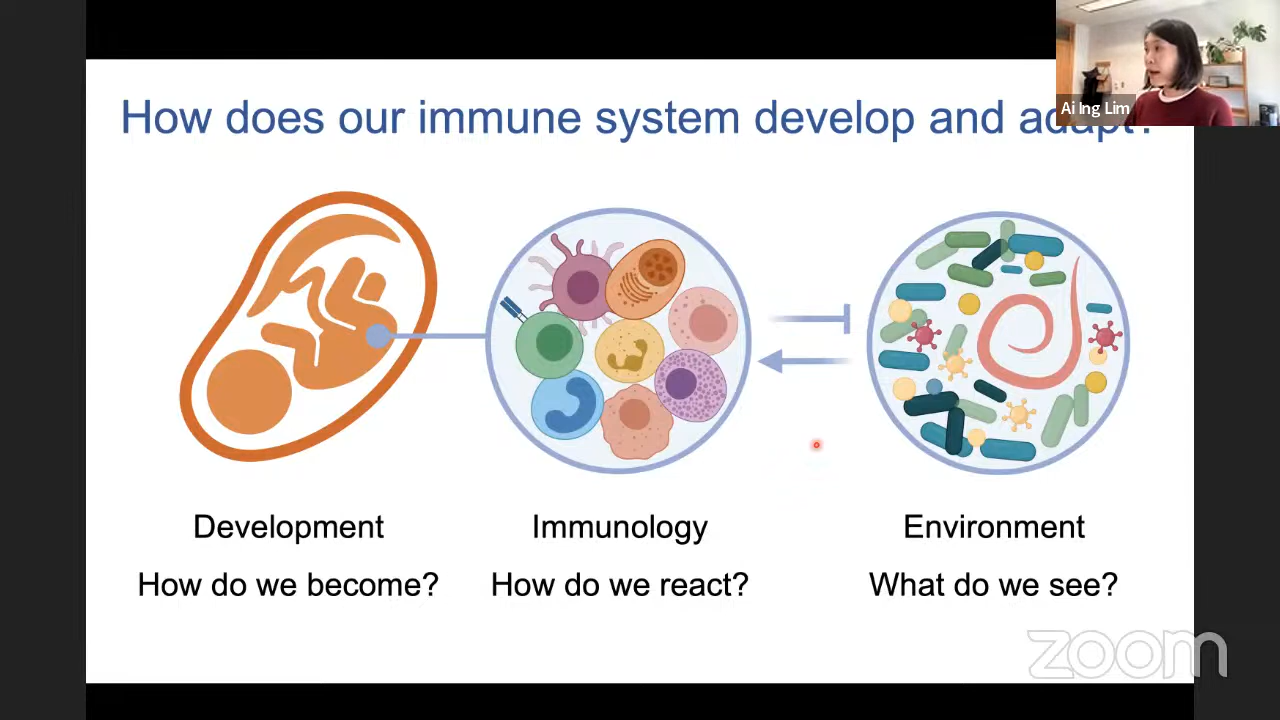 How does our immune system develop and adapt?
Ai Ing Lim
Development
Immunology
Environment
How do we become?
How do we react?
What do we see?
zoom